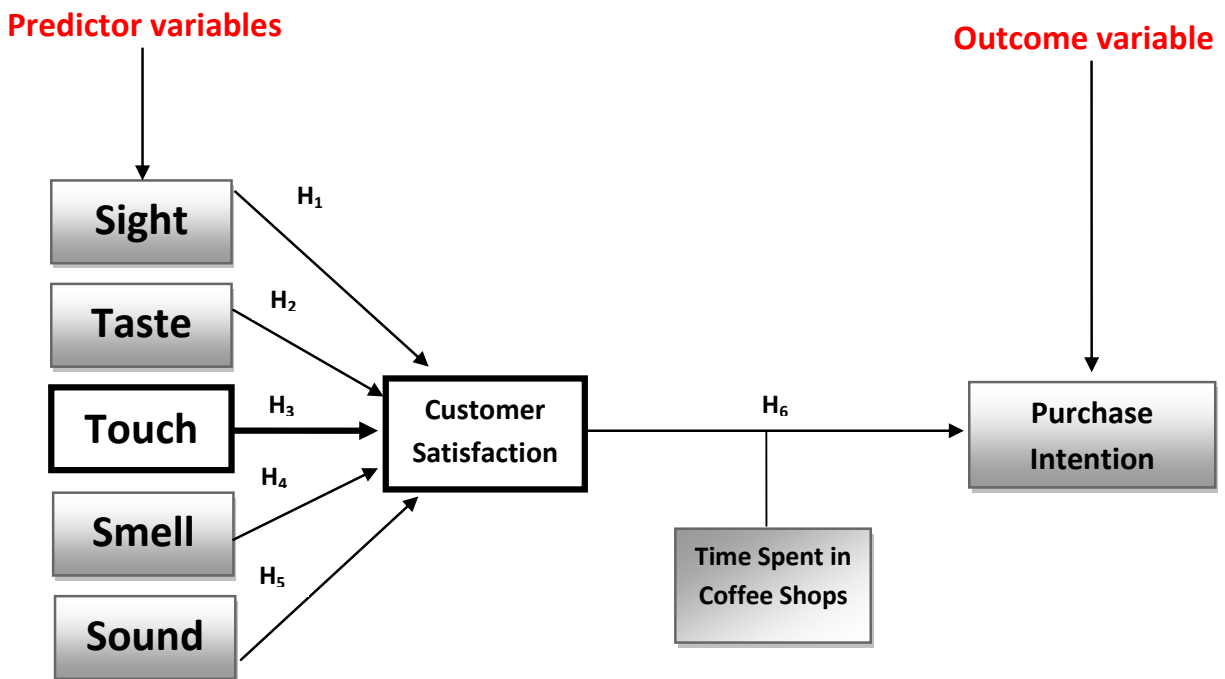 Predictor variables
Outcome variable
Sight
H₁
Taste
H₂
Touch
H₃
Customer
Satisfaction
H₆
Purchase
Intention
Smell
H₄
Time Spent in
Coffee Shops
Sound
H₅